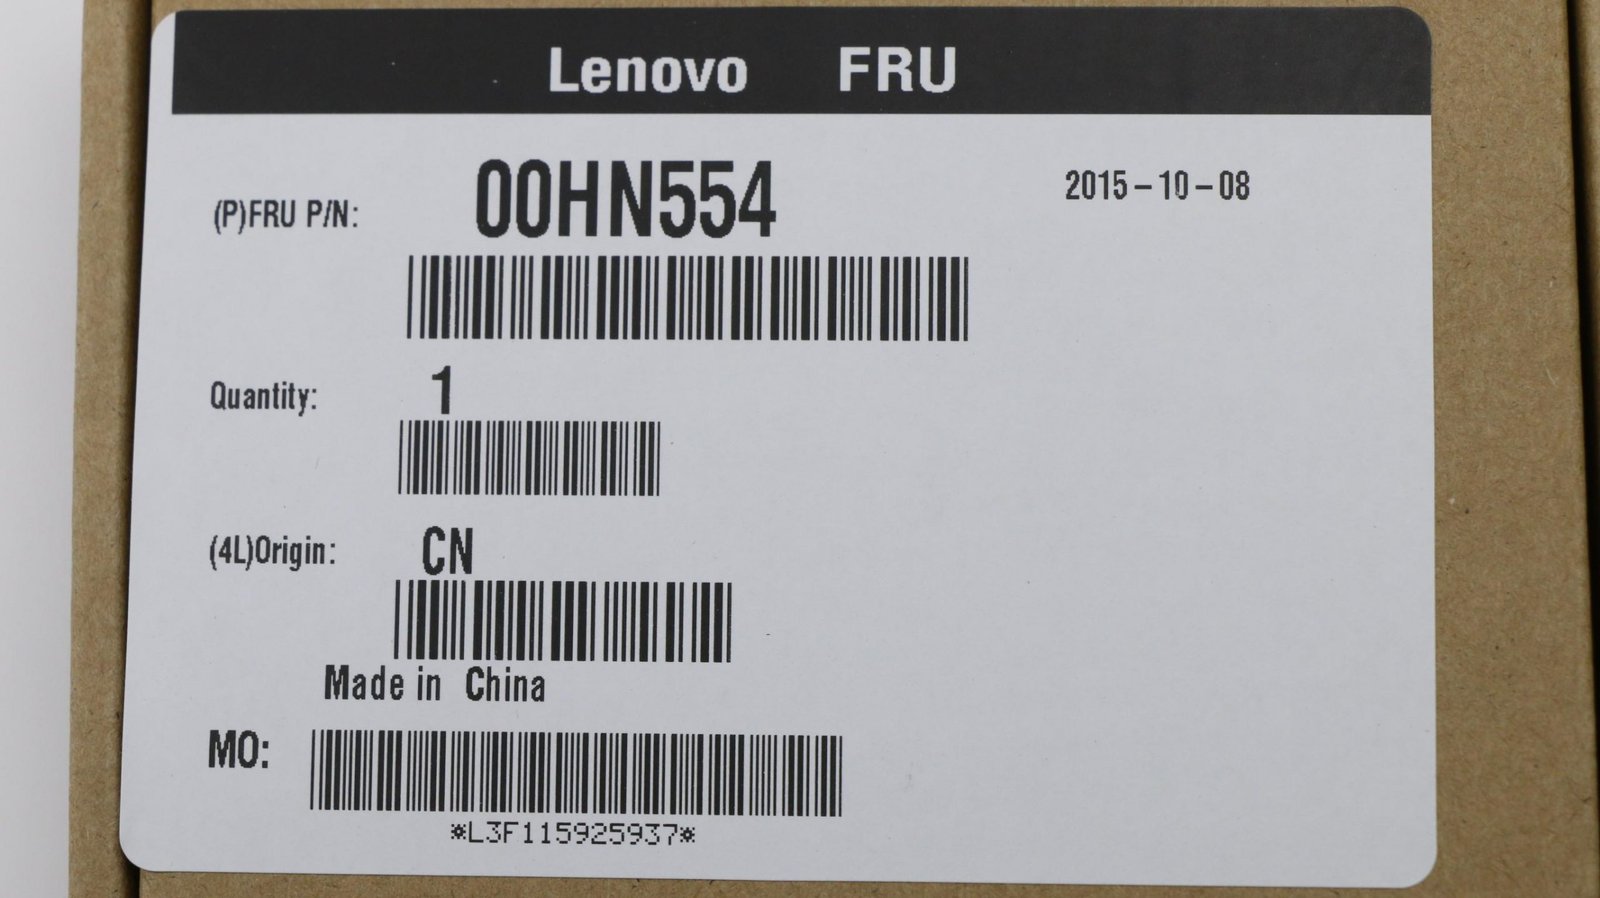 Lenovo FRU
(P)FRU P/N: 00HN554 2015-10-08
Quantity: 1
(4L)Origin: CN
Made in China
MO:
*L3F115925937*